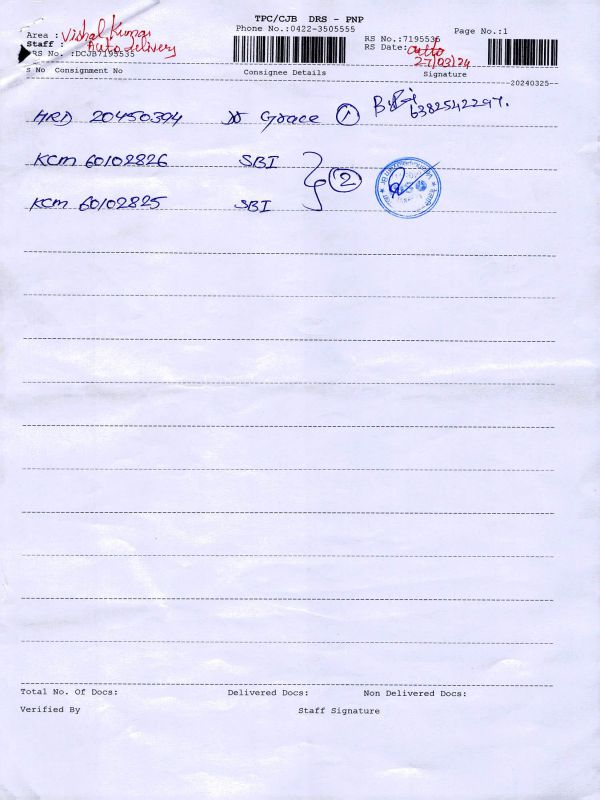 TPC/CJB DRS - PNP
Phone No.:0422-3505555 Page No.:1
Area : Vishal Kumar RS No.:7195535
Staff : Auto delivery RS Date: auto
RS No. :DCJB7195535 27/03/24
S No Consignment No Consignee Details Signature
20240325
HRD 20450394 Dr Grace 1 6382542297.
KCM 60102826 SBI
2
KCM 60102825 SBI
Total No. Of Docs: Delivered Docs: Non Delivered Docs:
Verified By Staff Signature